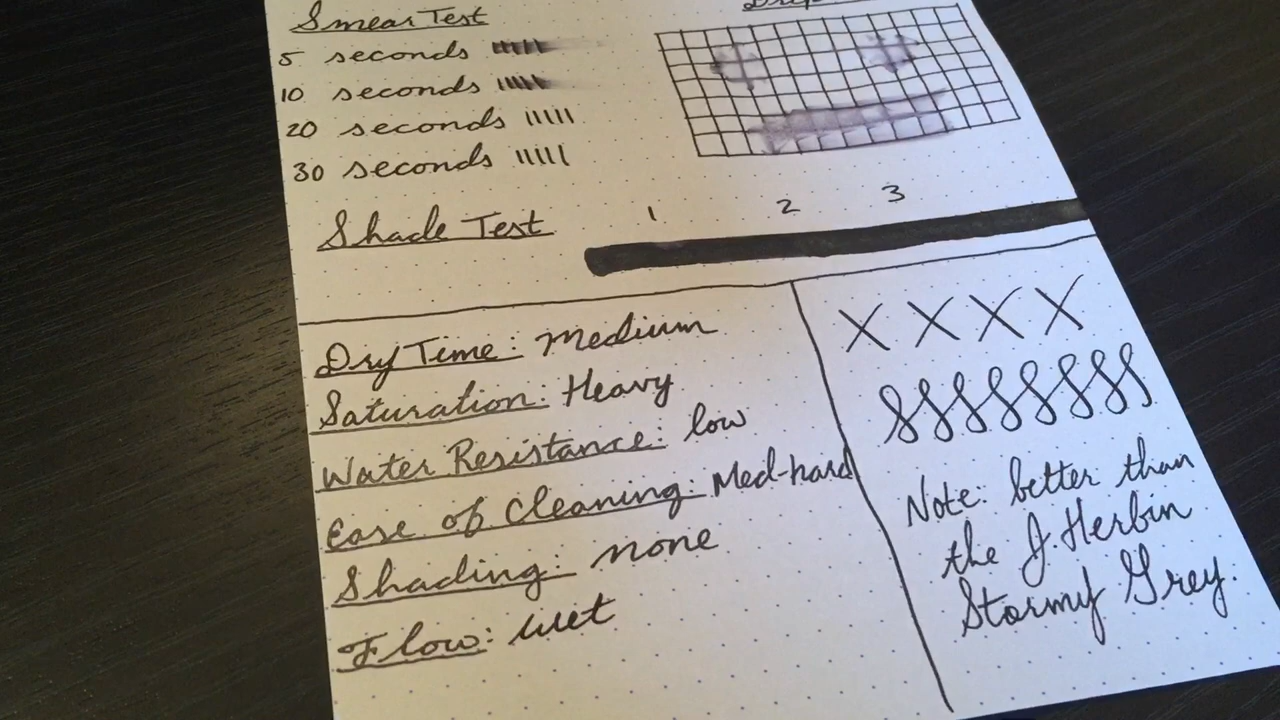 Smear Test
5 seconds
10 seconds
20 seconds
30 seconds
Shade Test 1 2 3
Dry Time: Medium
Saturation: Heavy
Water Resistance: low
Ease of Cleaning: Med-hard
Shading: none
Flow: wet
X X X X
Note: better than
the J. Herbin
Stormy Grey.